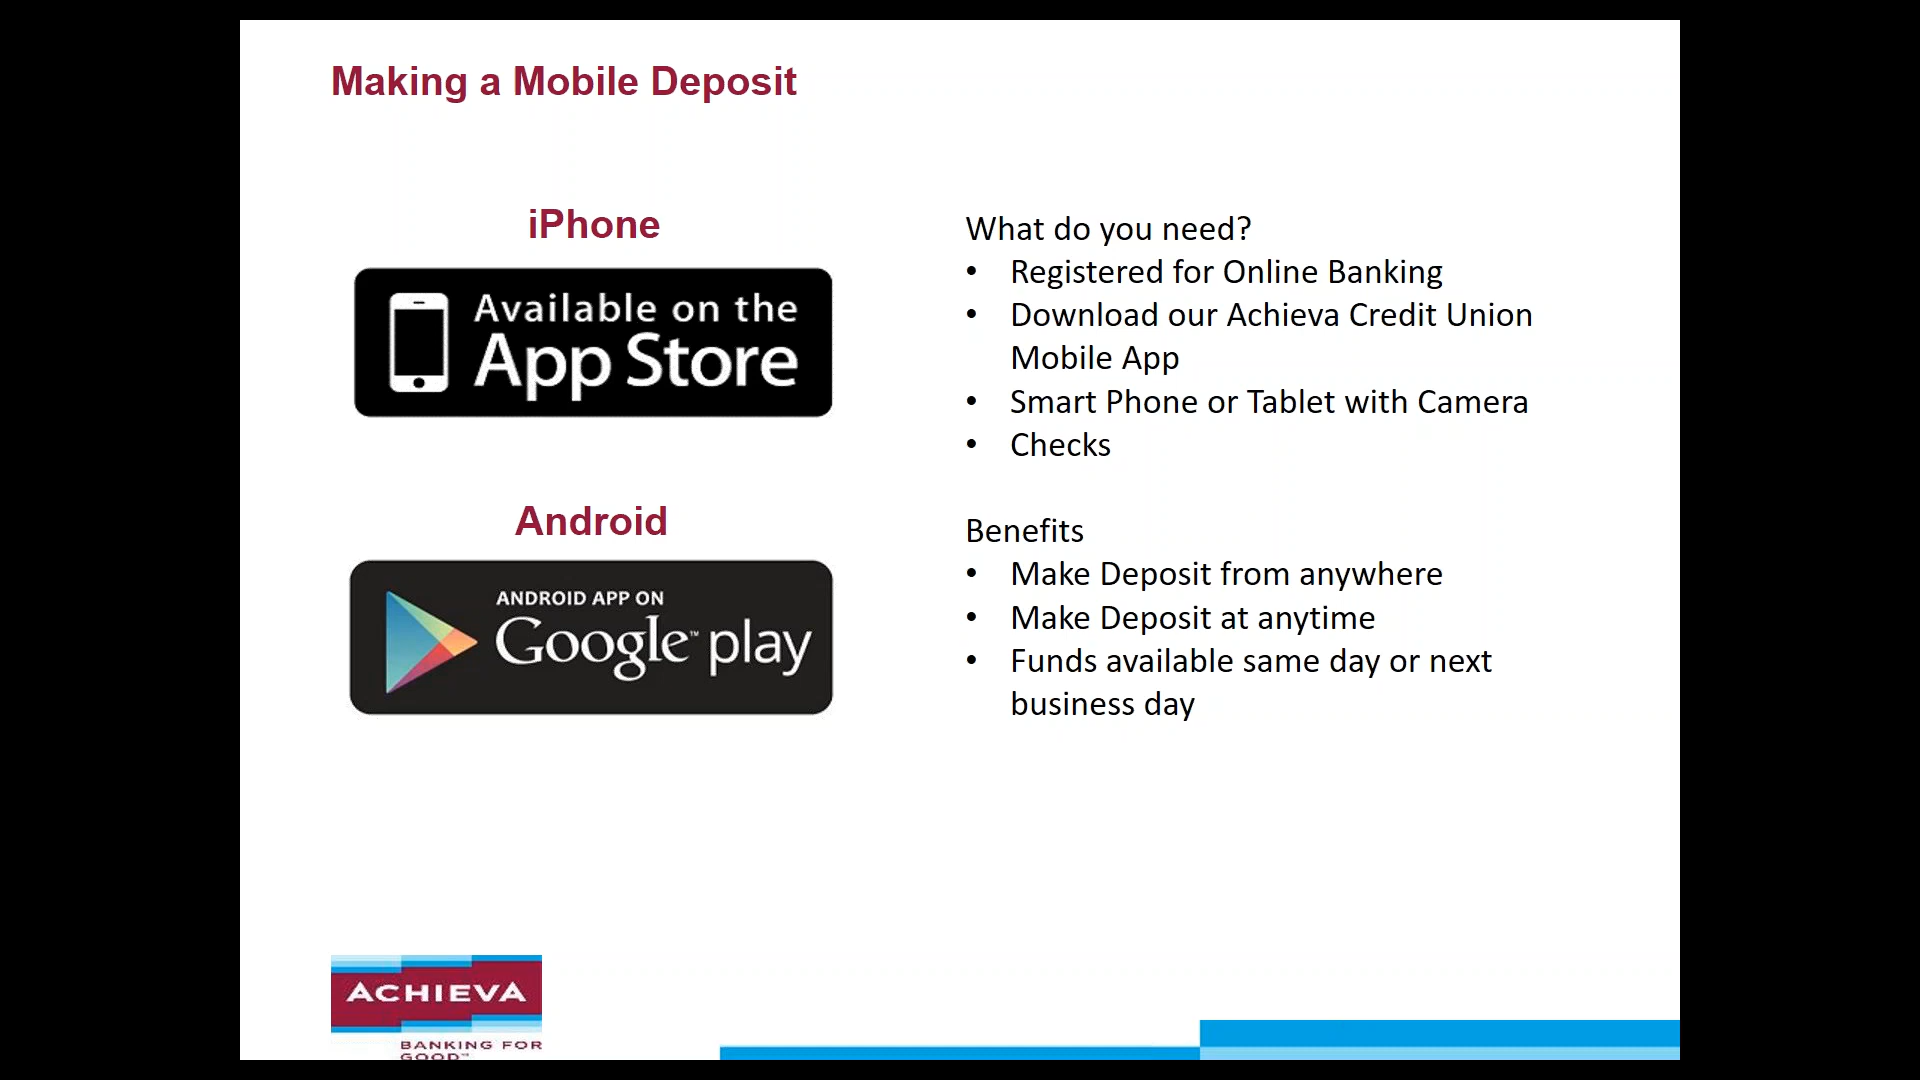 Making a Mobile Deposit
iPhone
Available on the
App Store
Android
ANDROID APP ON
Google™ play
What do you need?
• Registered for Online Banking
• Download our Achieva Credit Union
Mobile App
• Smart Phone or Tablet with Camera
• Checks
Benefits
• Make Deposit from anywhere
• Make Deposit at anytime
• Funds available same day or next
business day
ACHIEVA
BANKING FOR
GOOD™